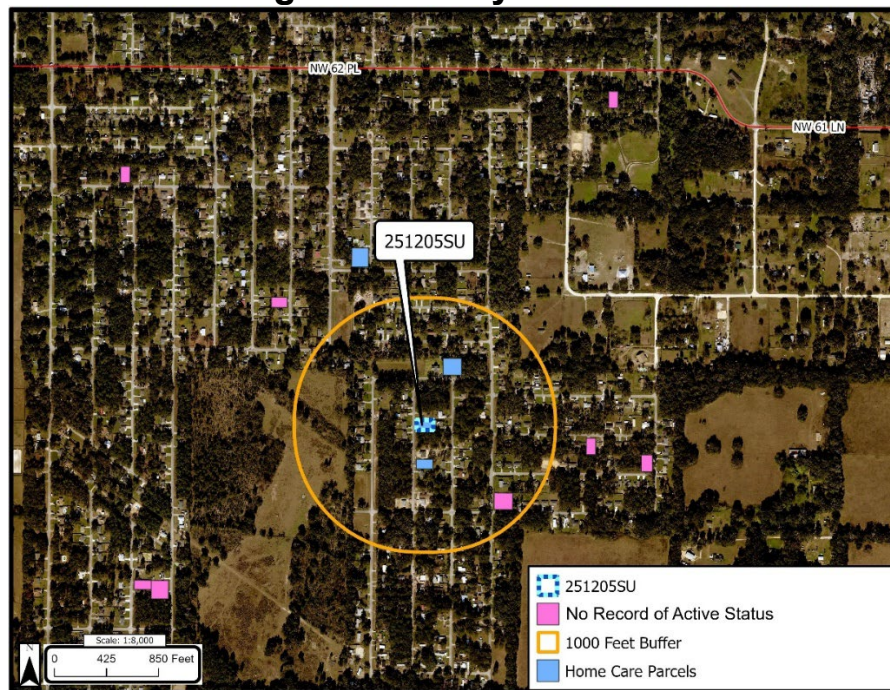 NW 62 PL
NW 61 LN
251205SU
251205SU
No Record of Active Status
1000 Feet Buffer
Home Care Parcels
Scale: 1:8,000
N
0 425 850 Feet